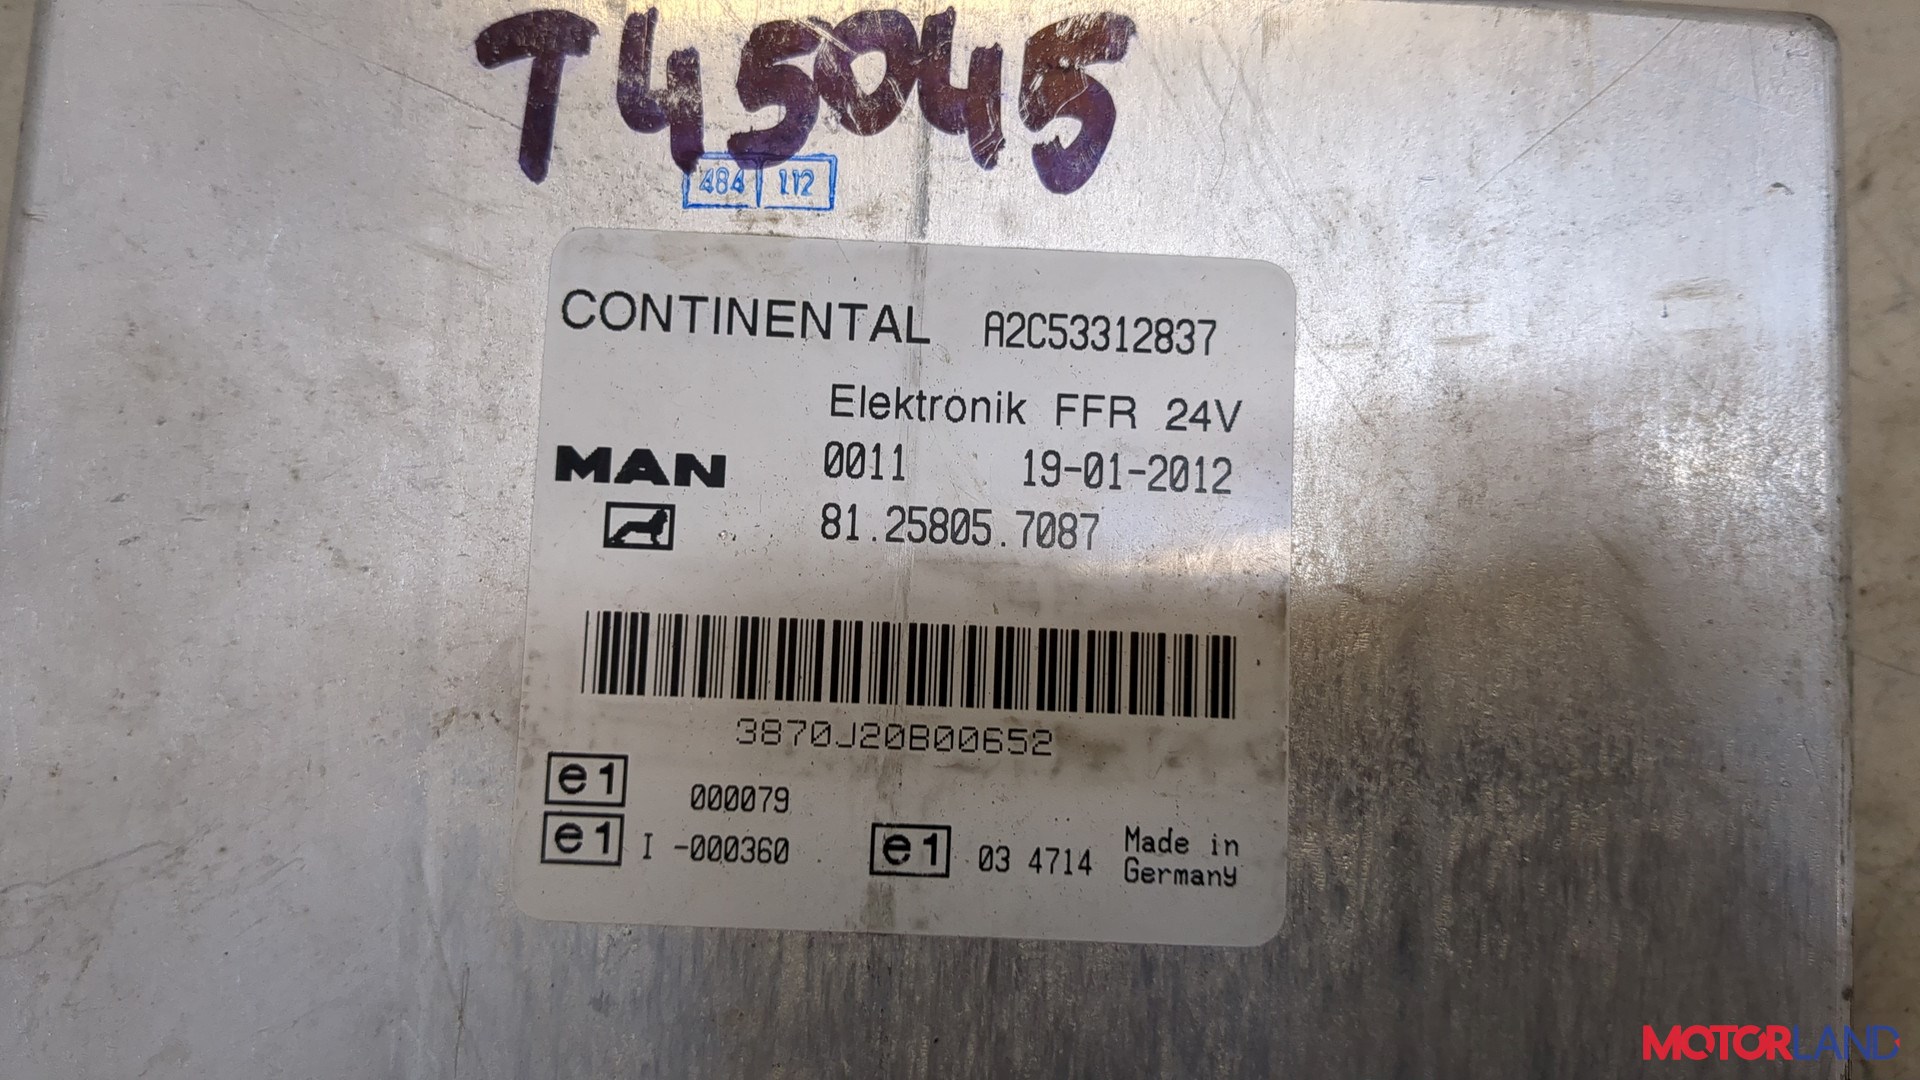 T45045
484 112
CONTINENTAL A2C53312837
Elektronik FFR 24V
MAN 0011 19-01-2012
81.25805.7087
3870J20B00652
e1 000079
e1 I -000360 e1 03 4714 Made in
Germany
MOTORLAND